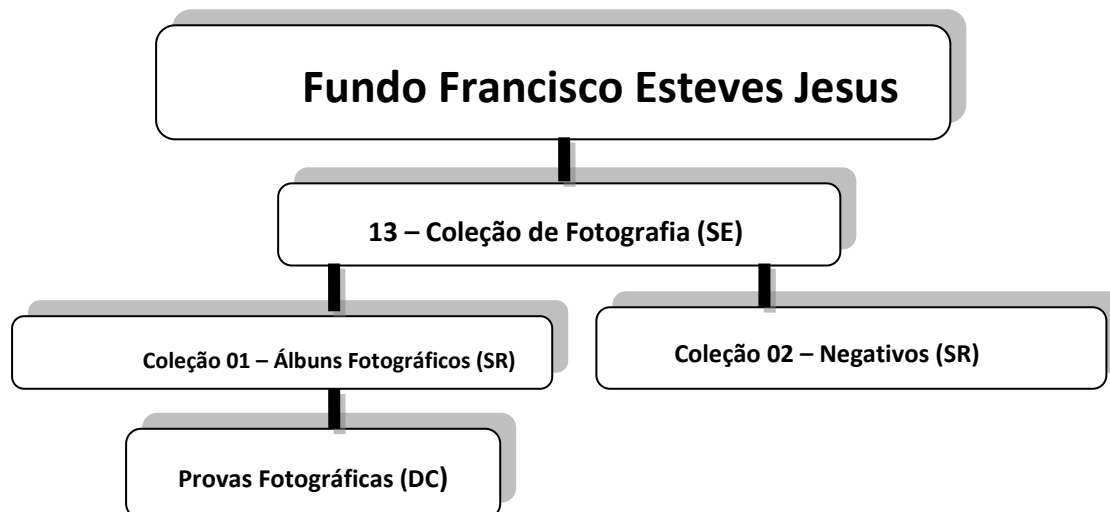 Fundo Francisco Esteves Jesus
13 – Coleção de Fotografia (SE)
Coleção 01 – Álbuns Fotográficos (SR)
Coleção 02 – Negativos (SR)
Provas Fotográficas (DC)